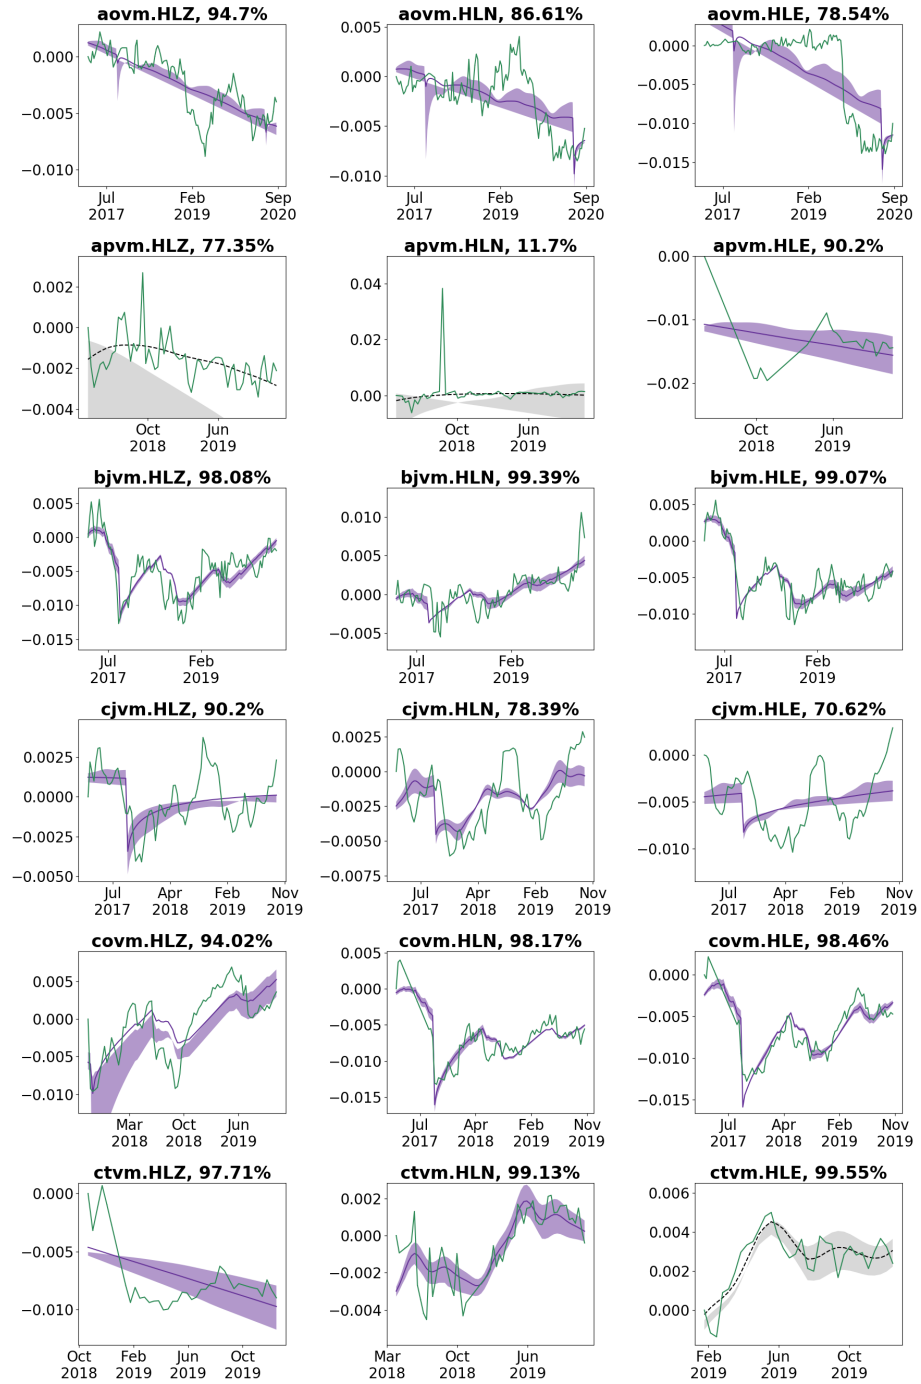 aovm.HLZ, 94.7%
0.000
−0.005
−0.010
Jul
2017
Feb
2019
Sep
2020
aovm.HLN, 86.61%
0.005
0.000
−0.005
−0.010
Jul
2017
Feb
2019
Sep
2020
aovm.HLE, 78.54%
0.000
−0.005
−0.010
−0.015
Jul
2017
Feb
2019
Sep
2020
apvm.HLZ, 77.35%
0.002
0.000
−0.002
−0.004
Oct
2018
Jun
2019
apvm.HLN, 11.7%
0.04
0.02
0.00
Oct
2018
Jun
2019
apvm.HLE, 90.2%
0.00
−0.01
−0.02
Oct
2018
Jun
2019
bjvm.HLZ, 98.08%
0.005
0.000
−0.005
−0.010
−0.015
Jul
2017
Feb
2019
bjvm.HLN, 99.39%
0.010
0.005
0.000
−0.005
Jul
2017
Feb
2019
bjvm.HLE, 99.07%
0.005
0.000
−0.005
−0.010
Jul
2017
Feb
2019
cjvm.HLZ, 90.2%
0.0025
0.0000
−0.0025
−0.0050
Jul
2017
Apr
2018
Feb
2019
Nov
2019
cjvm.HLN, 78.39%
0.0025
0.0000
−0.0025
−0.0050
−0.0075
Jul
2017
Apr
2018
Feb
2019
Nov
2019
cjvm.HLE, 70.62%
0.000
−0.005
−0.010
Jul
2017
Apr
2018
Feb
2019
Nov
2019
covm.HLZ, 94.02%
0.005
0.000
−0.005
−0.010
Mar
2018
Oct
2018
Jun
2019
covm.HLN, 98.17%
0.005
0.000
−0.005
−0.010
−0.015
Jul
2017
Apr
2018
Feb
2019
Nov
2019
covm.HLE, 98.46%
0.000
−0.005
−0.010
−0.015
Jul
2017
Apr
2018
Feb
2019
Nov
2019
ctvm.HLZ, 97.71%
0.000
−0.005
−0.010
Oct
2018
Feb
2019
Jun
2019
Oct
2019
ctvm.HLN, 99.13%
0.002
0.000
−0.002
−0.004
Mar
2018
Oct
2018
Jun
2019
ctvm.HLE, 99.55%
0.006
0.004
0.002
0.000
Feb
2019
Jun
2019
Oct
2019